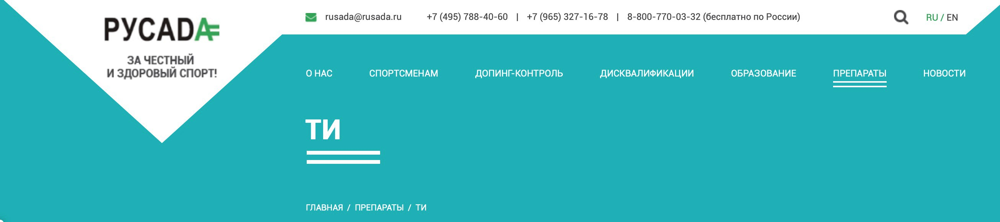 РУСАDА
ЗА ЧЕСТНЫЙ
И ЗДОРОВЫЙ СПОРТ!
rusada@rusada.ru +7 (495) 788-40-60 | +7 (965) 327-16-78 | 8-800-770-03-32 (бесплатно по России) RU / EN
О НАС СПОРТСМЕНАМ ДОПИНГ-КОНТРОЛЬ ДИСКВАЛИФИКАЦИИ ОБРАЗОВАНИЕ ПРЕПАРАТЫ НОВОСТИ
ТИ
ГЛАВНАЯ / ПРЕПАРАТЫ / ТИ